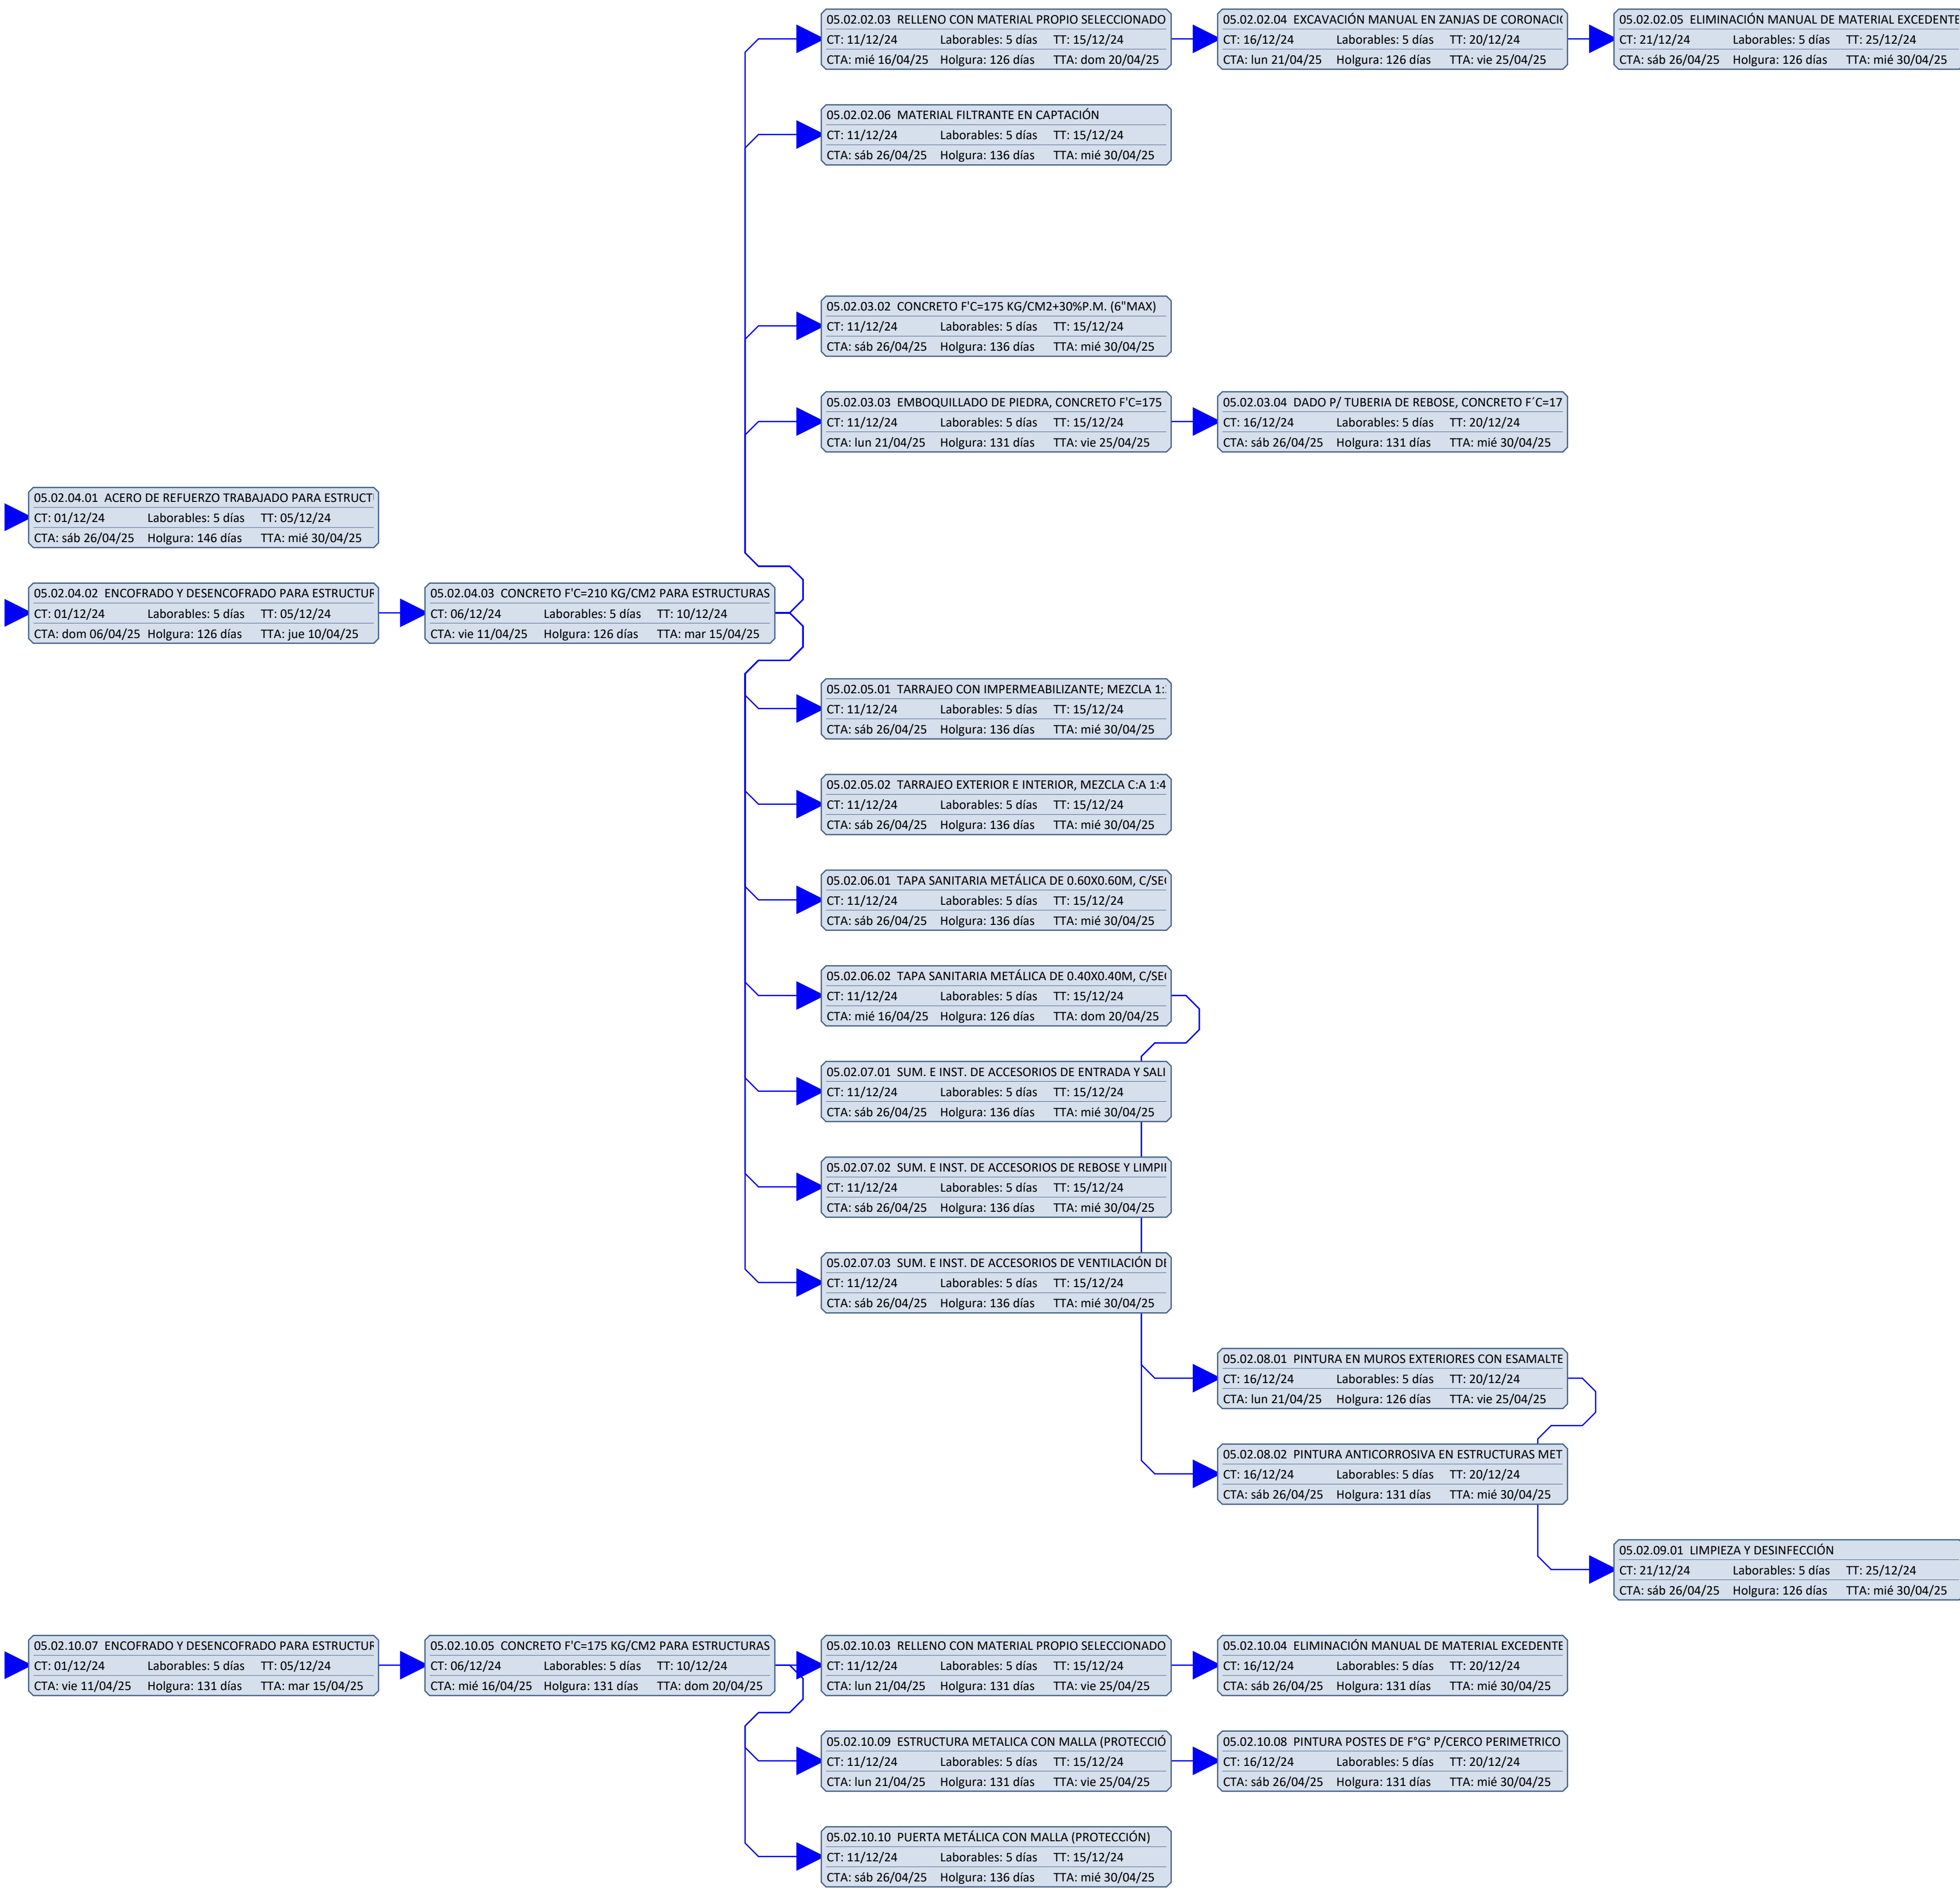 05.02.02.03 RELLENO CON MATERIAL PROPIO SELECCIONADO
CT: 11/12/24 Laborables: 5 días TT: 15/12/24
CTA: mié 16/04/25 Holgura: 126 días TTA: dom 20/04/25
05.02.02.04 EXCAVACIÓN MANUAL EN ZANJAS DE CORONACI
CT: 16/12/24 Laborables: 5 días TT: 20/12/24
CTA: lun 21/04/25 Holgura: 126 días TTA: vie 25/04/25
05.02.02.05 ELIMINACIÓN MANUAL DE MATERIAL EXCEDENTE
CT: 21/12/24 Laborables: 5 días TT: 25/12/24
CTA: sáb 26/04/25 Holgura: 126 días TTA: mié 30/04/25
05.02.02.06 MATERIAL FILTRANTE EN CAPTACIÓN
CT: 11/12/24 Laborables: 5 días TT: 15/12/24
CTA: sáb 26/04/25 Holgura: 136 días TTA: mié 30/04/25
05.02.03.02 CONCRETO F'C=175 KG/CM2+30%P.M. (6"MAX)
CT: 11/12/24 Laborables: 5 días TT: 15/12/24
CTA: sáb 26/04/25 Holgura: 136 días TTA: mié 30/04/25
05.02.03.03 EMBOQUILLADO DE PIEDRA, CONCRETO F'C=175
CT: 11/12/24 Laborables: 5 días TT: 15/12/24
CTA: lun 21/04/25 Holgura: 131 días TTA: vie 25/04/25
05.02.03.04 DADO P/ TUBERIA DE REBOSE, CONCRETO F´C=17
CT: 16/12/24 Laborables: 5 días TT: 20/12/24
CTA: sáb 26/04/25 Holgura: 131 días TTA: mié 30/04/25
05.02.04.01 ACERO DE REFUERZO TRABAJADO PARA ESTRUCT
CT: 01/12/24 Laborables: 5 días TT: 05/12/24
CTA: sáb 26/04/25 Holgura: 146 días TTA: mié 30/04/25
05.02.04.02 ENCOFRADO Y DESENCOFRADO PARA ESTRUCTUR
CT: 01/12/24 Laborables: 5 días TT: 05/12/24
CTA: dom 06/04/25 Holgura: 126 días TTA: jue 10/04/25
05.02.04.03 CONCRETO F'C=210 KG/CM2 PARA ESTRUCTURAS
CT: 06/12/24 Laborables: 5 días TT: 10/12/24
CTA: vie 11/04/25 Holgura: 126 días TTA: mar 15/04/25
05.02.05.01 TARRAJEO CON IMPERMEABILIZANTE; MEZCLA 1:
CT: 11/12/24 Laborables: 5 días TT: 15/12/24
CTA: sáb 26/04/25 Holgura: 136 días TTA: mié 30/04/25
05.02.05.02 TARRAJEO EXTERIOR E INTERIOR, MEZCLA C:A 1:4
CT: 11/12/24 Laborables: 5 días TT: 15/12/24
CTA: sáb 26/04/25 Holgura: 136 días TTA: mié 30/04/25
05.02.06.01 TAPA SANITARIA METÁLICA DE 0.60X0.60M, C/SE
CT: 11/12/24 Laborables: 5 días TT: 15/12/24
CTA: sáb 26/04/25 Holgura: 136 días TTA: mié 30/04/25
05.02.06.02 TAPA SANITARIA METÁLICA DE 0.40X0.40M, C/SE
CT: 11/12/24 Laborables: 5 días TT: 15/12/24
CTA: mié 16/04/25 Holgura: 126 días TTA: dom 20/04/25
05.02.07.01 SUM. E INST. DE ACCESORIOS DE ENTRADA Y SALI
CT: 11/12/24 Laborables: 5 días TT: 15/12/24
CTA: sáb 26/04/25 Holgura: 136 días TTA: mié 30/04/25
05.02.07.02 SUM. E INST. DE ACCESORIOS DE REBOSE Y LIMPI
CT: 11/12/24 Laborables: 5 días TT: 15/12/24
CTA: sáb 26/04/25 Holgura: 136 días TTA: mié 30/04/25
05.02.07.03 SUM. E INST. DE ACCESORIOS DE VENTILACIÓN DE
CT: 11/12/24 Laborables: 5 días TT: 15/12/24
CTA: sáb 26/04/25 Holgura: 136 días TTA: mié 30/04/25
05.02.08.01 PINTURA EN MUROS EXTERIORES CON ESAMALTE
CT: 16/12/24 Laborables: 5 días TT: 20/12/24
CTA: lun 21/04/25 Holgura: 126 días TTA: vie 25/04/25
05.02.08.02 PINTURA ANTICORROSIVA EN ESTRUCTURAS MET
CT: 16/12/24 Laborables: 5 días TT: 20/12/24
CTA: sáb 26/04/25 Holgura: 131 días TTA: mié 30/04/25
05.02.09.01 LIMPIEZA Y DESINFECCIÓN
CT: 21/12/24 Laborables: 5 días TT: 25/12/24
CTA: sáb 26/04/25 Holgura: 126 días TTA: mié 30/04/25
05.02.10.07 ENCOFRADO Y DESENCOFRADO PARA ESTRUCTUR
CT: 01/12/24 Laborables: 5 días TT: 05/12/24
CTA: vie 11/04/25 Holgura: 131 días TTA: mar 15/04/25
05.02.10.05 CONCRETO F'C=175 KG/CM2 PARA ESTRUCTURAS
CT: 06/12/24 Laborables: 5 días TT: 10/12/24
CTA: mié 16/04/25 Holgura: 131 días TTA: dom 20/04/25
05.02.10.03 RELLENO CON MATERIAL PROPIO SELECCIONADO
CT: 11/12/24 Laborables: 5 días TT: 15/12/24
CTA: lun 21/04/25 Holgura: 131 días TTA: vie 25/04/25
05.02.10.04 ELIMINACIÓN MANUAL DE MATERIAL EXCEDENTE
CT: 16/12/24 Laborables: 5 días TT: 20/12/24
CTA: sáb 26/04/25 Holgura: 131 días TTA: mié 30/04/25
05.02.10.09 ESTRUCTURA METALICA CON MALLA (PROTECCIÓ
CT: 11/12/24 Laborables: 5 días TT: 15/12/24
CTA: lun 21/04/25 Holgura: 131 días TTA: vie 25/04/25
05.02.10.08 PINTURA POSTES DE F°G° P/CERCO PERIMETRICO
CT: 16/12/24 Laborables: 5 días TT: 20/12/24
CTA: sáb 26/04/25 Holgura: 131 días TTA: mié 30/04/25
05.02.10.10 PUERTA METÁLICA CON MALLA (PROTECCIÓN)
CT: 11/12/24 Laborables: 5 días TT: 15/12/24
CTA: sáb 26/04/25 Holgura: 136 días TTA: mié 30/04/25